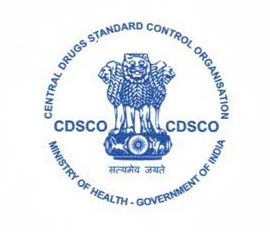 CENTRAL DRUGS STANDARD CONTROL ORGANISATION
CDSCO CDSCO
सत्यमेव जयते
MINISTRY OF HEALTH - GOVERNMENT OF INDIA